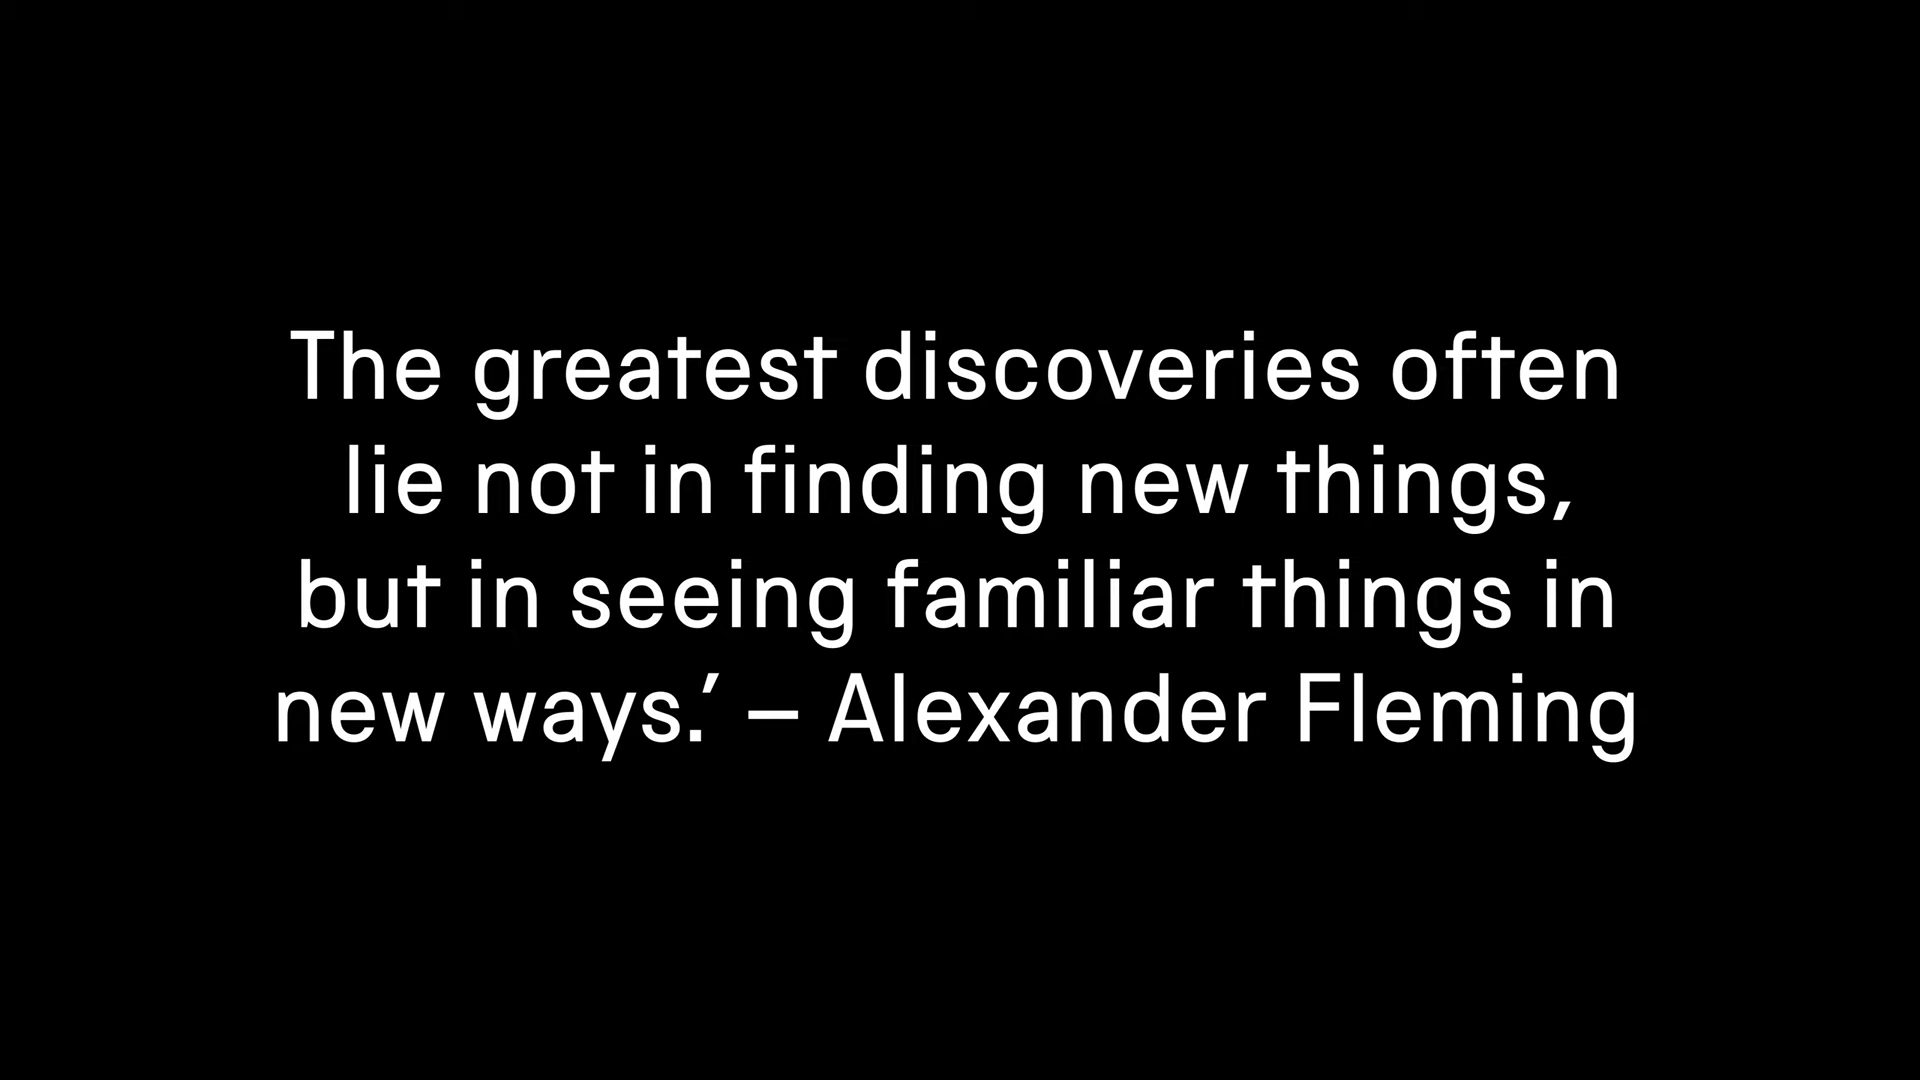 The greatest discoveries often
lie not in finding new things,
but in seeing familiar things in
new ways.’ – Alexander Fleming